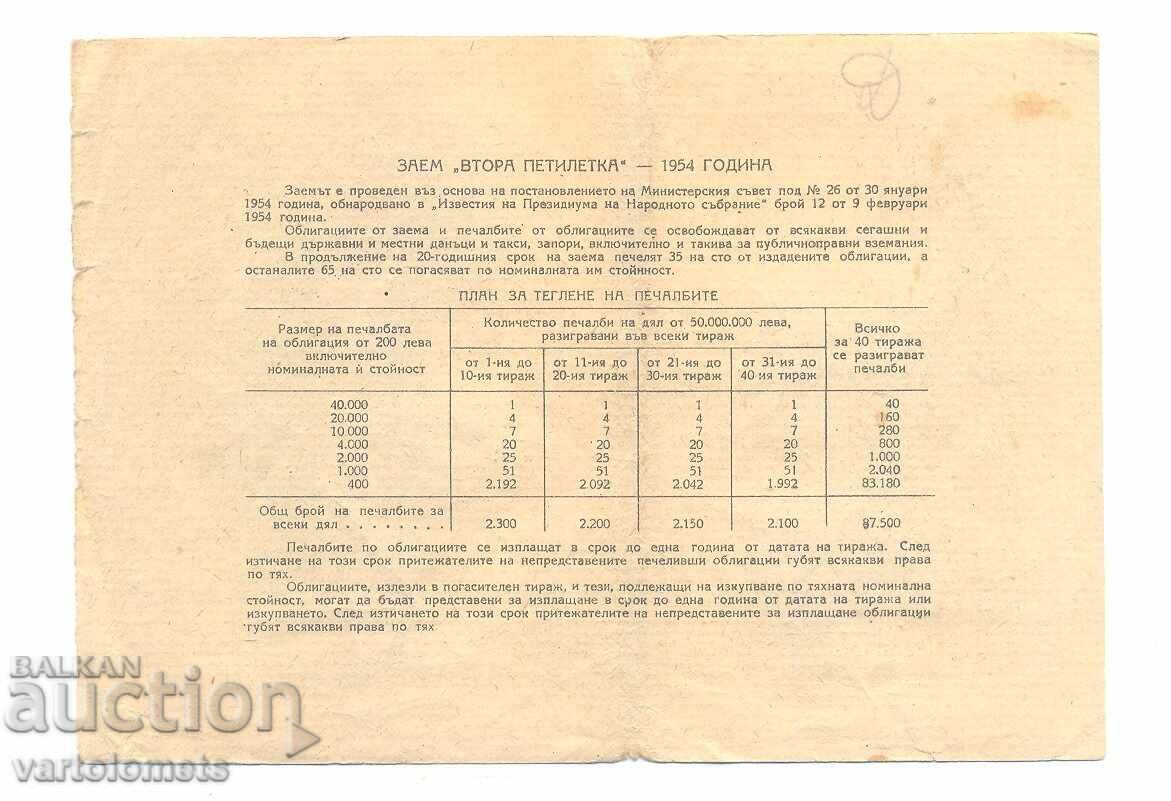 ЗАЕМ „ВТОРА ПЕТИЛЕТКА“ — 1954 ГОДИНА
Заемът е проведен въз основа на постановлението на Министерския съвет под № 26 от 30 януари
1954 година, обнародвано в „Известия на Президиума на Народното събрание“ брой 12 от 9 февруари
1954 година.
Облигациите от заема и печалбите от облигациите се освобождават от всякакви сегашни и
бъдещи държавни и местни данъци и такси, запори, включително и такива за публичноправни вземания.
В продължение на 20-годишния срок на заема печелят 35 на сто от издадените облигации, а
останалите 65 на сто се погасяват по номиналната им стойнност.
ПЛАН ЗА ТЕГЛЕНЕ НА ПЕЧАЛБИТЕ
Размер на печалбата
на облигация от 200 лева
включително
номиналната ѝ стойност
Количество печалби на дял от 50.000.000 лева,
разигравани във всеки тираж
от 1-ия до
10-ия тираж
от 11-ия до
20-ия тираж
от 21-ия до
30-ия тираж
от 31-ия до
40-ия тираж
Всичко
за 40 тиража
се разиграват
печалби
40.000 1 1 1 1 40
20.000 4 4 4 4 160
10.000 7 7 7 7 280
4.000 20 20 20 20 800
2.000 25 25 25 25 1.000
1.000 51 51 51 51 2.040
400 2.192 2.092 2.042 1.992 83.180
Общ брой на печалбите за
всеки дял . . . . . . . . 2.300 2.200 2.150 2.100 87.500
Печалбите по облигациите се изплащат в срок до една година от датата на тиража. След
изтичане на този срок притежателите на непредставените печеливши облигации губят всякакви права
по тях.
Облигациите, излезли в погасителен тираж, и тези, подлежащи на изкупване по тяхната номинална
стойност, могат да бъдат представени за изплащане в срок до една година от датата на тиража или
изкупването. След изтичането на този срок притежателите на непредставените за изплащане облигации
губят всякакви права по тях.
BALKAN
auction
vartolomets